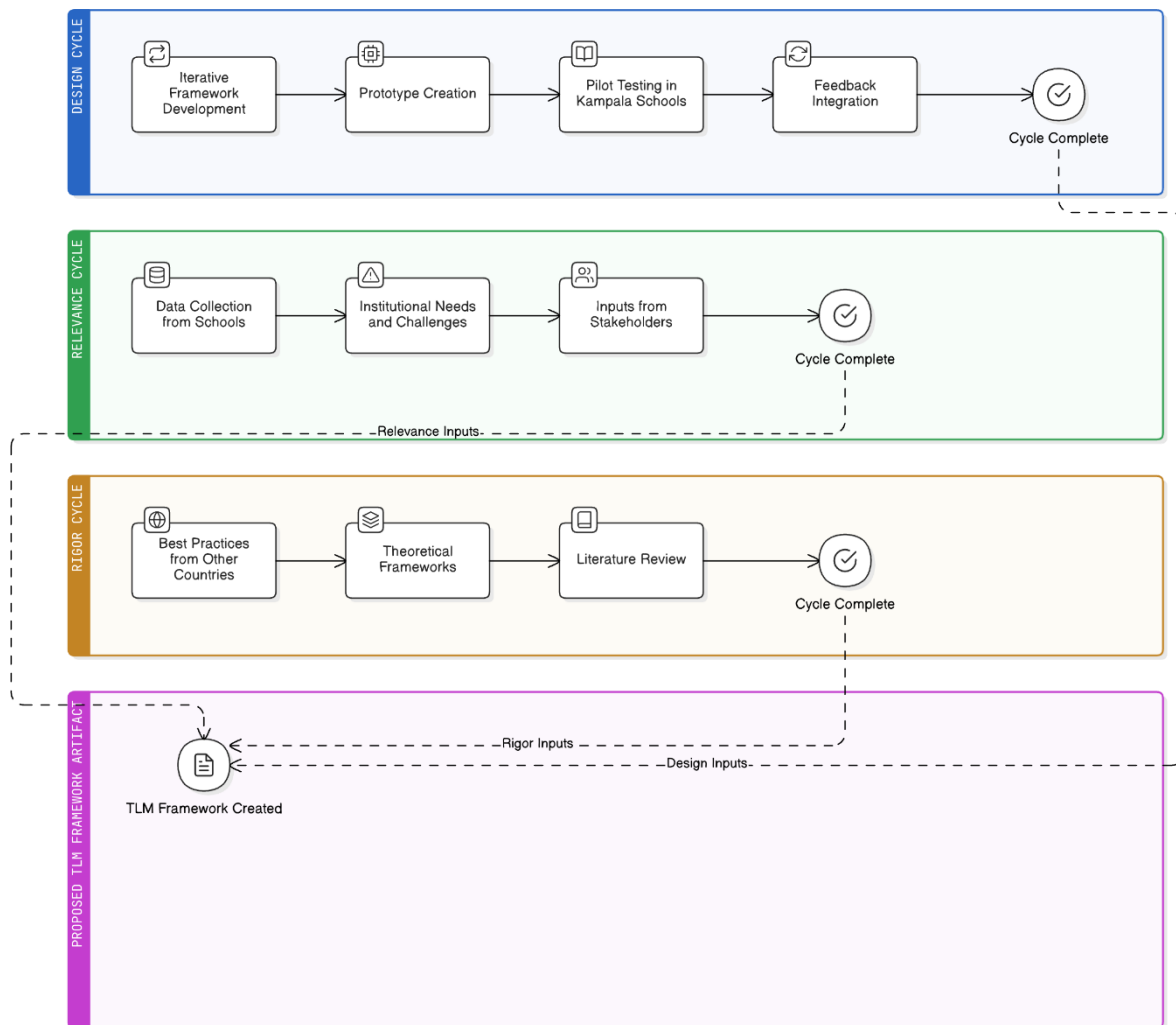 DESIGN CYCLE
Iterative
Framework
Development
Prototype Creation
Pilot Testing in
Kampala Schools
Feedback
Integration
Cycle Complete
RELEVANCE CYCLE
Data Collection
from Schools
Institutional Needs
and Challenges
Inputs from
Stakeholders
Cycle Complete
Relevance Inputs
RIGOR CYCLE
Best Practices
from Other
Countries
Theoretical
Frameworks
Literature Review
Cycle Complete
PROPOSED TLM FRAMEWORK ARTIFACT
Rigor Inputs
Design Inputs
TLM Framework Created